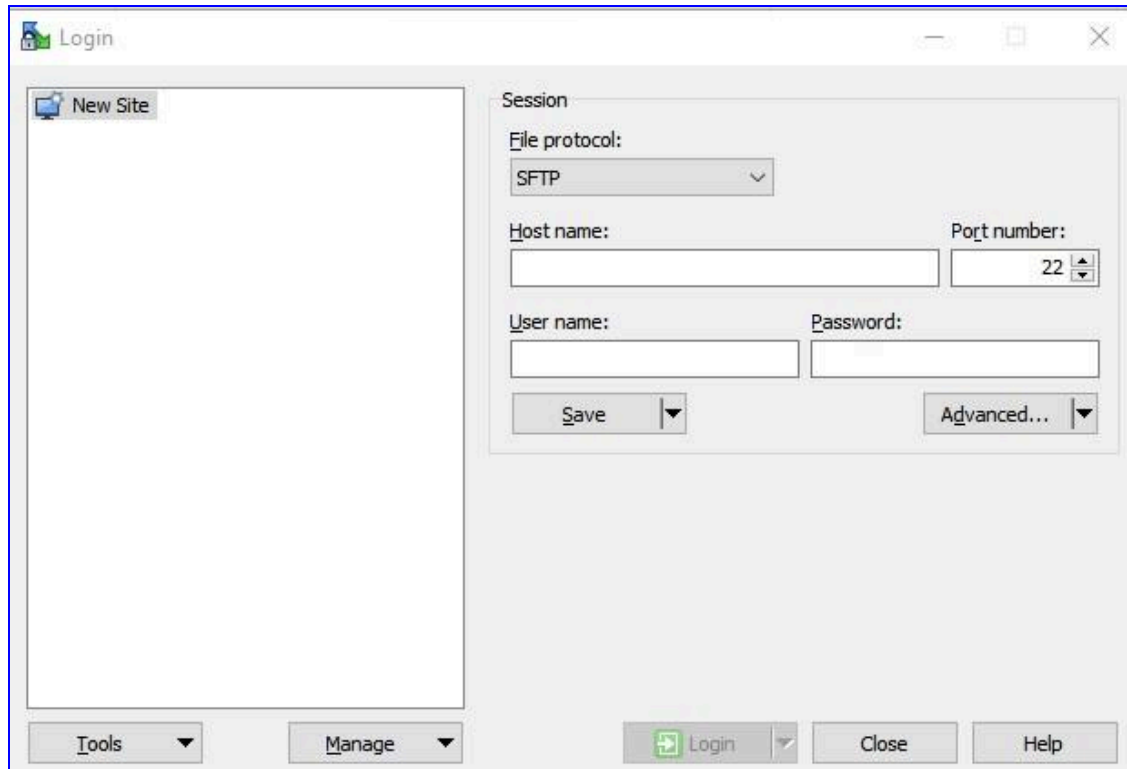 Login
New Site
Session
File protocol:
SFTP
Host name:
Port number:
22
User name:
Password:
Save
Advanced...
Tools
Manage
Login
Close
Help